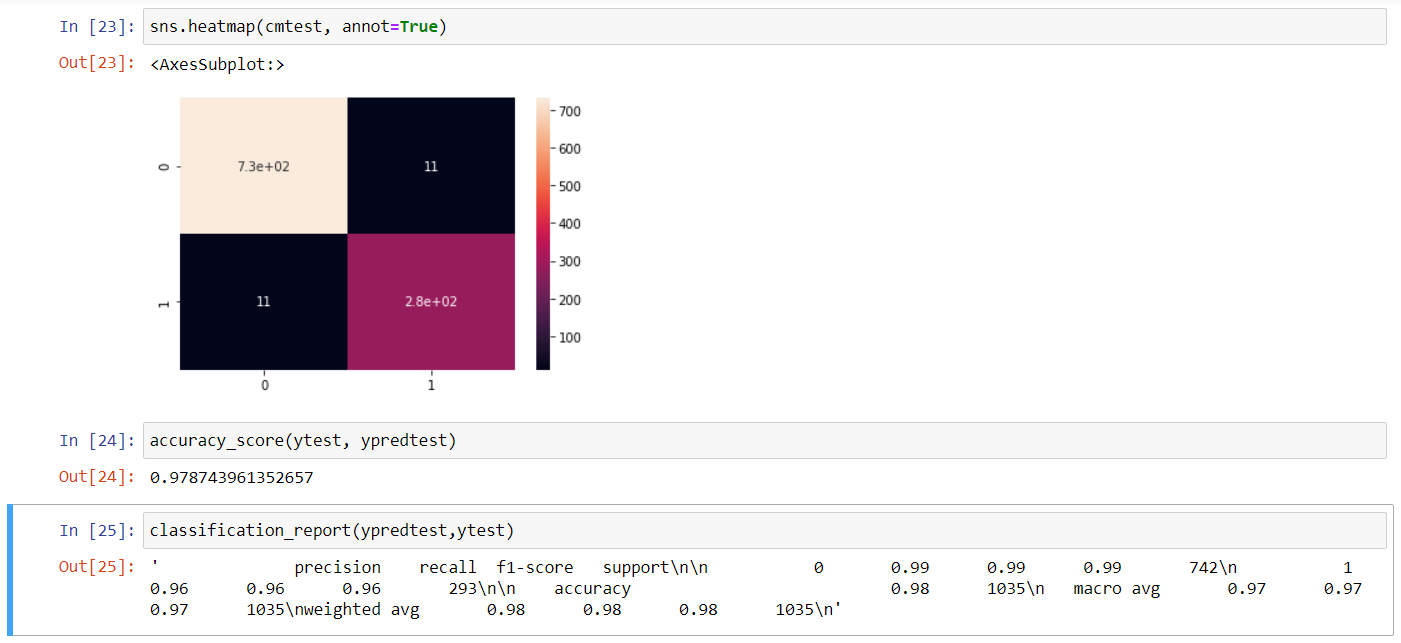 In [23]: sns.heatmap(cmtest, annot=True)
Out[23]: <AxesSubplot:>
700
0 7.3e+02 11
600
500
400
300
1 11 2.8e+02
200
100
0 1
In [24]: accuracy_score(ytest, ypredtest)
Out[24]: 0.978743961352657
In [25]: classification_report(ypredtest,ytest)
Out[25]: '              precision    recall  f1-score   support\n\n           0       0.99      0.99      0.99       742\n           1
0.96      0.96      0.96       293\n\n    accuracy                           0.98      1035\n   macro avg       0.97      0.97
0.97      1035\nweighted avg       0.98      0.98      0.98      1035\n'